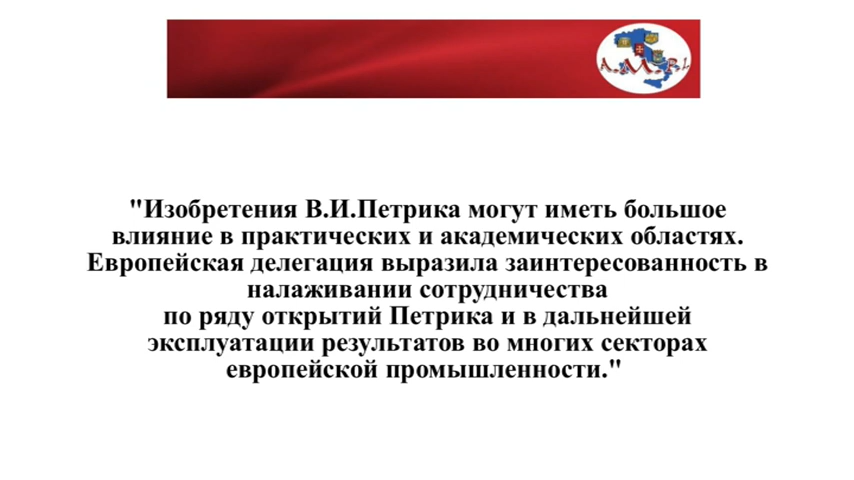 A.M.R.I.
"Изобретения В.И.Петрика могут иметь большое
влияние в практических и академических областях.
Европейская делегация выразила заинтересованность в
налаживании сотрудничества
по ряду открытий Петрика и в дальнейшей
эксплуатации результатов во многих секторах
европейской промышленности."